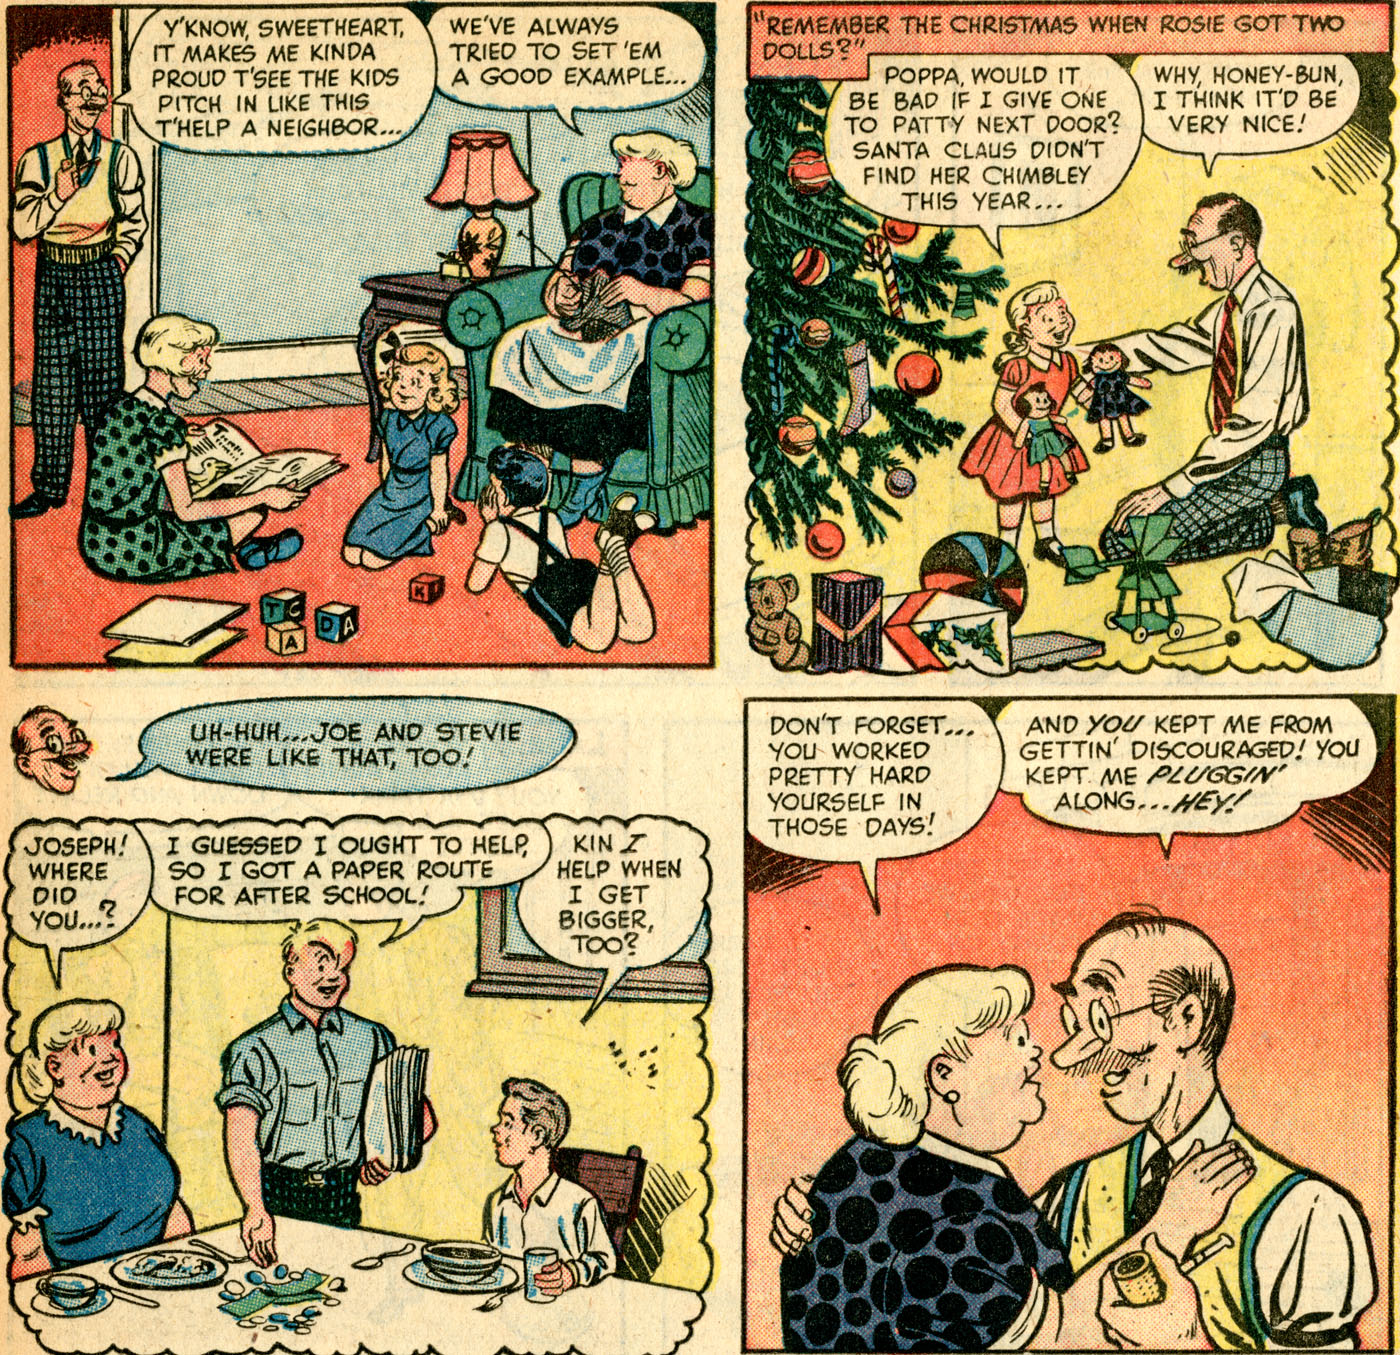 Y'KNOW, SWEETHEART,
IT MAKES ME KINDA
PROUD T'SEE THE KIDS
PITCH IN LIKE THIS
T'HELP A NEIGHBOR...
WE'VE ALWAYS
TRIED TO SET 'EM
A GOOD EXAMPLE...
T C
A
D A
K
"REMEMBER THE CHRISTMAS WHEN ROSIE GOT TWO
DOLLS?"
POPPA, WOULD IT
BE BAD IF I GIVE ONE
TO PATTY NEXT DOOR?
SANTA CLAUS DIDN'T
FIND HER CHIMBLEY
THIS YEAR...
WHY, HONEY-BUN,
I THINK IT'D BE
VERY NICE!
UH-HUH...JOE AND STEVIE
WERE LIKE THAT, TOO!
JOSEPH!
WHERE
DID
YOU...?
I GUESSED I OUGHT TO HELP,
SO I GOT A PAPER ROUTE
FOR AFTER SCHOOL!
KIN I
HELP WHEN
I GET
BIGGER,
TOO?
DON'T FORGET...
YOU WORKED
PRETTY HARD
YOURSELF IN
THOSE DAYS!
AND YOU KEPT ME FROM
GETTIN' DISCOURAGED! YOU
KEPT ME PLUGGIN'
ALONG...HEY!